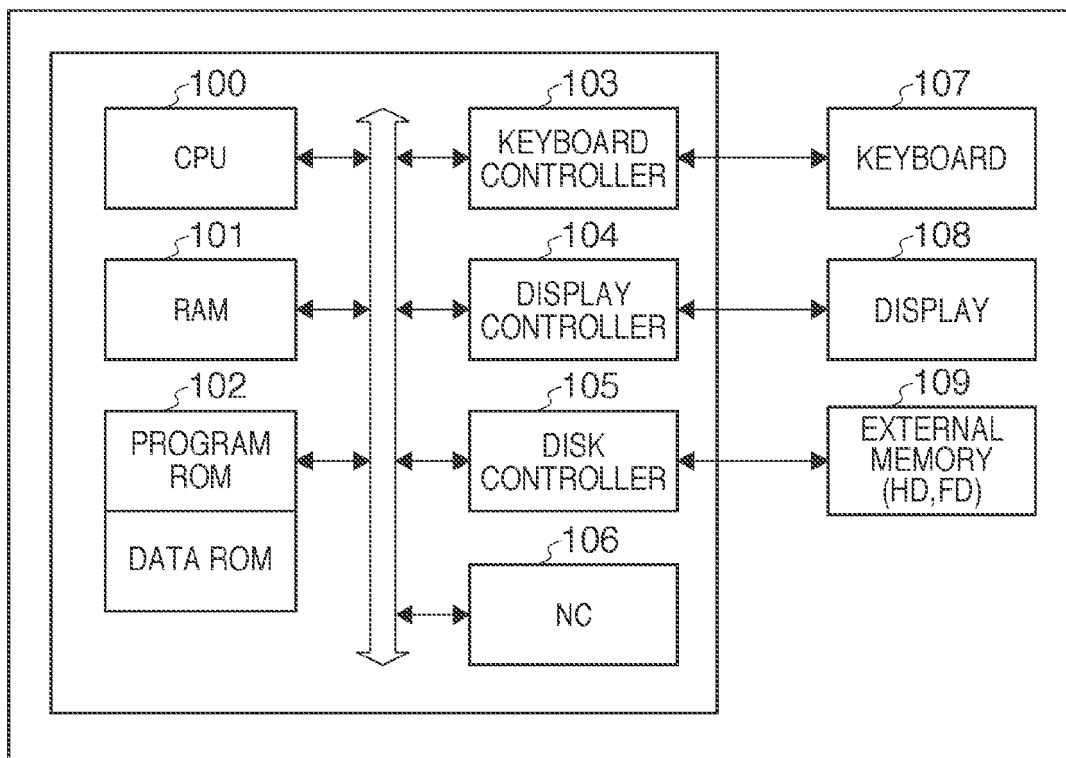 100
CPU
101
RAM
102
PROGRAM
ROM
DATA ROM
103
KEYBOARD
CONTROLLER
104
DISPLAY
CONTROLLER
105
DISK
CONTROLLER
106
NC
107
KEYBOARD
108
DISPLAY
109
EXTERNAL
MEMORY
(HD,FD)